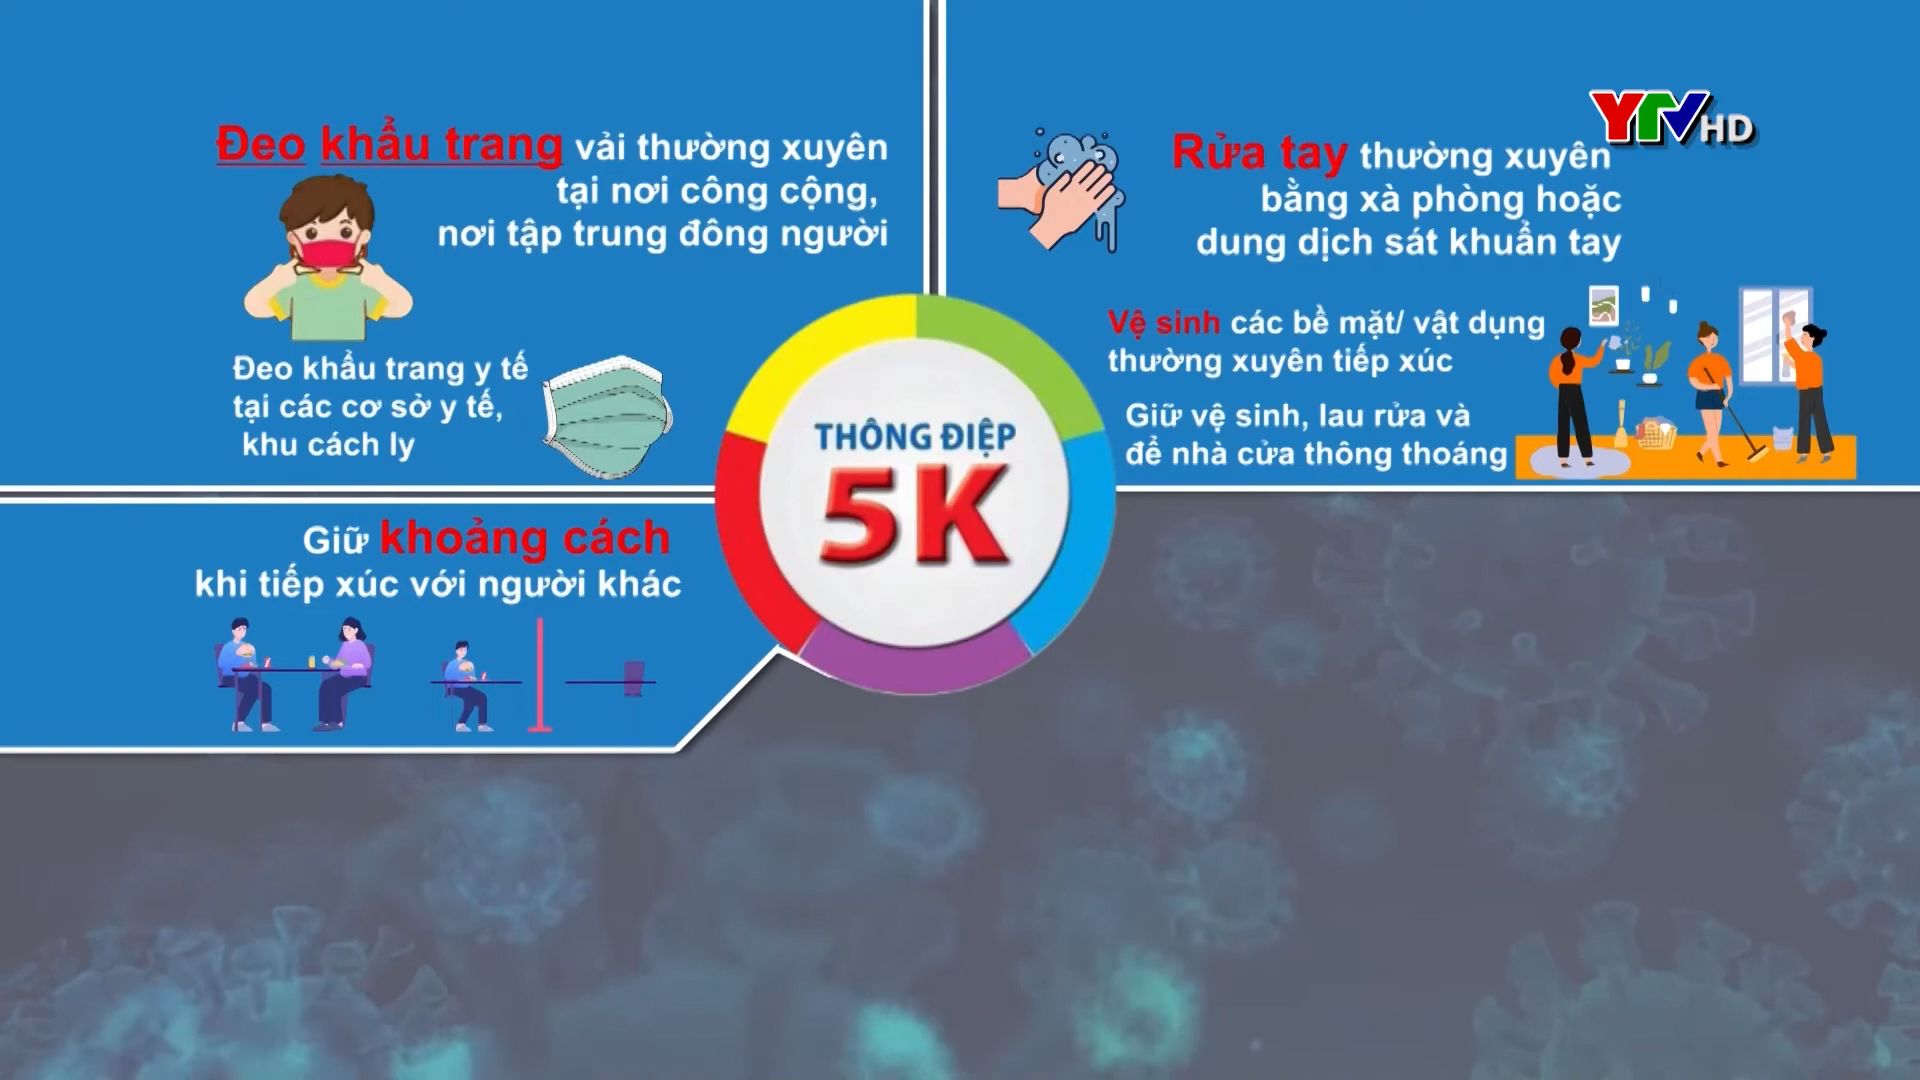 Đeo khẩu trang vải thường xuyên
tại nơi công cộng,
nơi tập trung đông người
Đeo khẩu trang y tế
tại các cơ sở y tế,
khu cách ly
YTV HD
Rửa tay thường xuyên
bằng xà phòng hoặc
dung dịch sát khuẩn tay
Vệ sinh các bề mặt/ vật dụng
thường xuyên tiếp xúc
Giữ vệ sinh, lau rửa và
để nhà cửa thông thoáng
THÔNG ĐIỆP
5K
Giữ khoảng cách
khi tiếp xúc với người khác